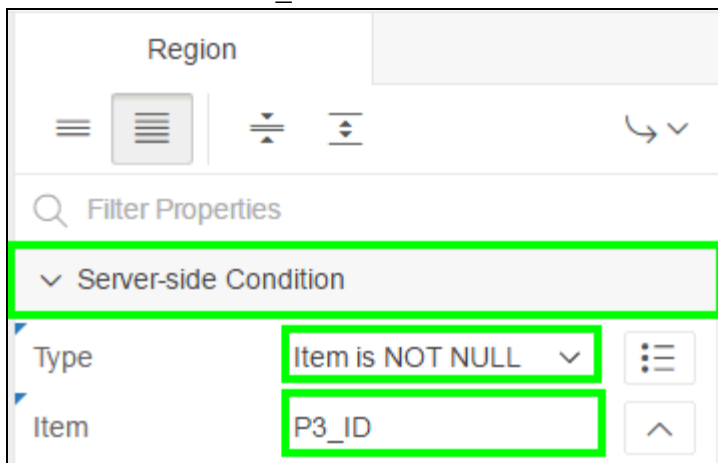 Region
Filter Properties
Server-side Condition
Type Item is NOT NULL
Item P3_ID